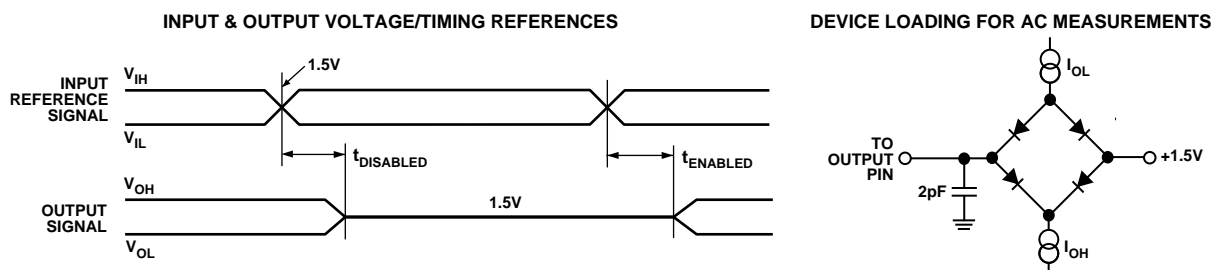 INPUT & OUTPUT VOLTAGE/TIMING REFERENCES
INPUT
REFERENCE
SIGNAL
VIH
VIL
1.5V
tDISABLED
tENABLED
OUTPUT
SIGNAL
VOH
VOL
1.5V
DEVICE LOADING FOR AC MEASUREMENTS
IOL
TO
OUTPUT
PIN
+1.5V
2pF
IOH